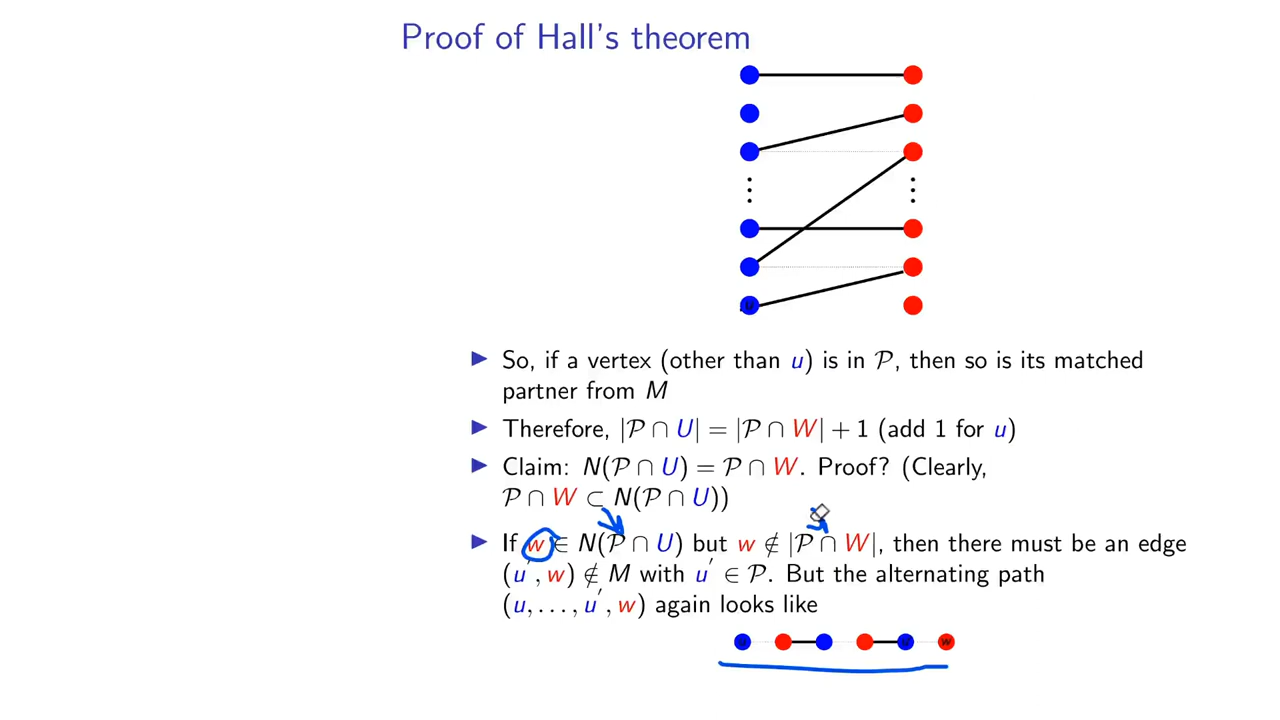 Proof of Hall's theorem
u
▶ So, if a vertex (other than u) is in 𝒫, then so is its matched
partner from M
▶ Therefore, |𝒫 ∩ U| = |𝒫 ∩ W| + 1 (add 1 for u)
▶ Claim: N(𝒫 ∩ U) = 𝒫 ∩ W. Proof? (Clearly,
𝒫 ∩ W ⊂ N(𝒫 ∩ U))
▶ If w ∈ N(𝒫 ∩ U) but w ∉ |𝒫 ∩ W|, then there must be an edge
(u′, w) ∉ M with u′ ∈ 𝒫. But the alternating path
(u, . . . , u′, w) again looks like
u u′ w